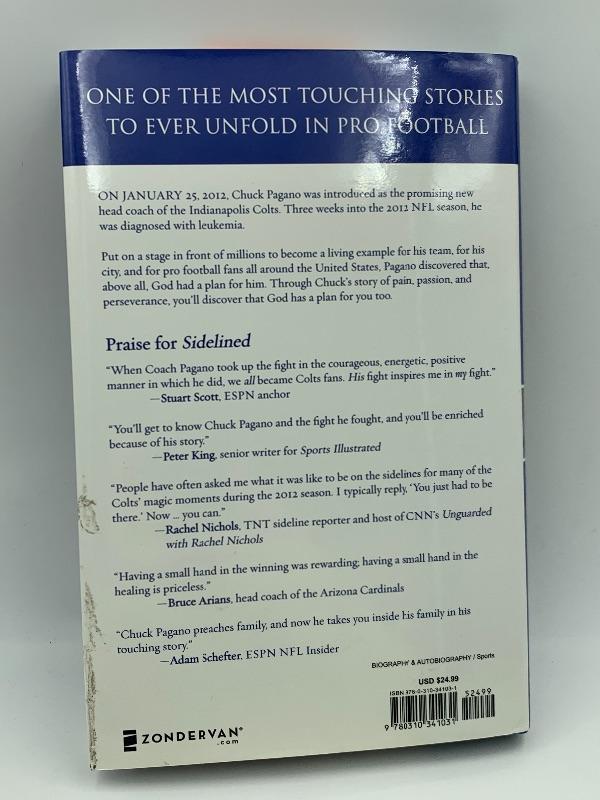 ONE OF THE MOST TOUCHING STORIES
TO EVER UNFOLD IN PRO FOOTBALL
ON JANUARY 25, 2012, Chuck Pagano was introduced as the promising new
head coach of the Indianapolis Colts. Three weeks into the 2012 NFL season, he
was diagnosed with leukemia.
Put on a stage in front of millions to become a living example for his team, for his
city, and for pro football fans all around the United States, Pagano discovered that,
above all, God had a plan for him. Through Chuck's story of pain, passion, and
perseverance, you'll discover that God has a plan for you too.
Praise for Sidelined
"When Coach Pagano took up the fight in the courageous, energetic, positive
manner in which he did, we all became Colts fans. His fight inspires me in my fight."
—Stuart Scott, ESPN anchor
"You'll get to know Chuck Pagano and the fight he fought, and you'll be enriched
because of his story."
—Peter King, senior writer for Sports Illustrated
"People have often asked me what it was like to be on the sidelines for many of the
Colts' magic moments during the 2012 season. I typically reply, 'You just had to be
there.' Now ... you can."
—Rachel Nichols, TNT sideline reporter and host of CNN's Unguarded
with Rachel Nichols
"Having a small hand in the winning was rewarding; having a small hand in the
healing is priceless."
—Bruce Arians, head coach of the Arizona Cardinals
"Chuck Pagano preaches family, and now he takes you inside his family in his
touching story."
—Adam Schefter, ESPN NFL Insider
BIOGRAPHY & AUTOBIOGRAPHY / Sports
USD $24.99
ISBN 978-0-310-34103-1
52499
9 780310 341031
ZONDERVAN®
.com